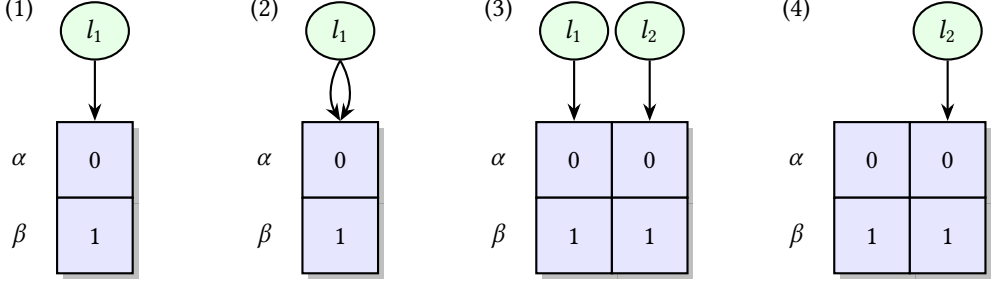 (1) (2) (3) (4)
l₁ l₁ l₁ l₂ l₂
α 0 α 0 α 0 0 α 0 0
β 1 β 1 β 1 1 β 1 1